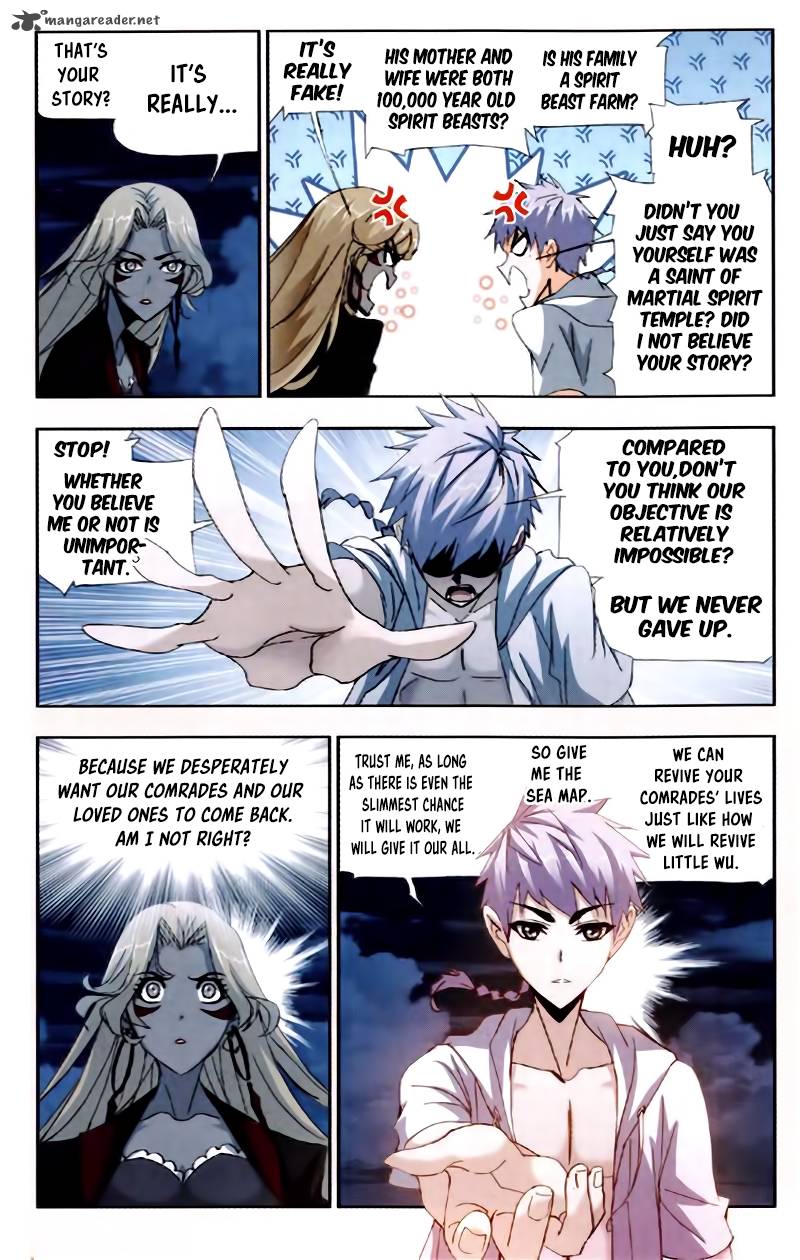 mangareader.net
THAT'S
YOUR
STORY?
IT'S
REALLY...
IT'S
REALLY
FAKE!
HIS MOTHER AND
WIFE WERE BOTH
100,000 YEAR OLD
SPIRIT BEASTS?
IS HIS FAMILY
A SPIRIT
BEAST FARM?
HUH?
DIDN'T YOU
JUST SAY YOU
YOURSELF WAS
A SAINT OF
MARTIAL SPIRIT
TEMPLE? DID
I NOT BELIEVE
YOUR STORY?
STOP!
WHETHER
YOU BELIEVE
ME OR NOT IS
UNIMPOR-
TANT.
COMPARED
TO YOU,DON'T
YOU THINK OUR
OBJECTIVE IS
RELATIVELY
IMPOSSIBLE?
BUT WE NEVER
GAVE UP.
BECAUSE WE DESPERATELY
WANT OUR COMRADES AND OUR
LOVED ONES TO COME BACK.
AM I NOT RIGHT?
TRUST ME, AS LONG
AS THERE IS EVEN THE
SLIMMEST CHANCE
IT WILL WORK, WE
WILL GIVE IT OUR ALL.
SO GIVE
ME THE
SEA MAP.
WE CAN
REVIVE YOUR
COMRADES' LIVES
JUST LIKE HOW
WE WILL REVIVE
LITTLE WU.